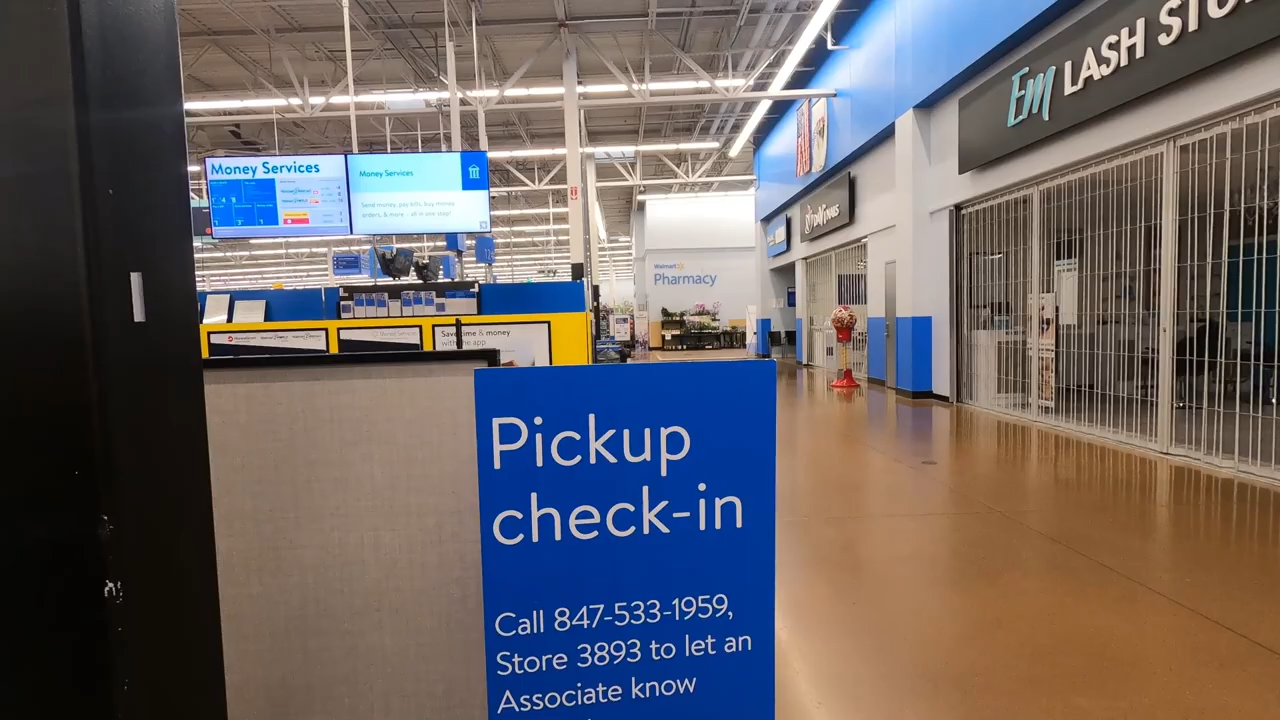 Em LASH STU
Money Services
Money Services
Send money, pay bills, buy money
orders, & more - all in one stop!
NAILS
Walmart
Pharmacy
Save time & money
with the app
Pickup
check-in
Call 847-533-1959,
Store 3893 to let an
Associate know